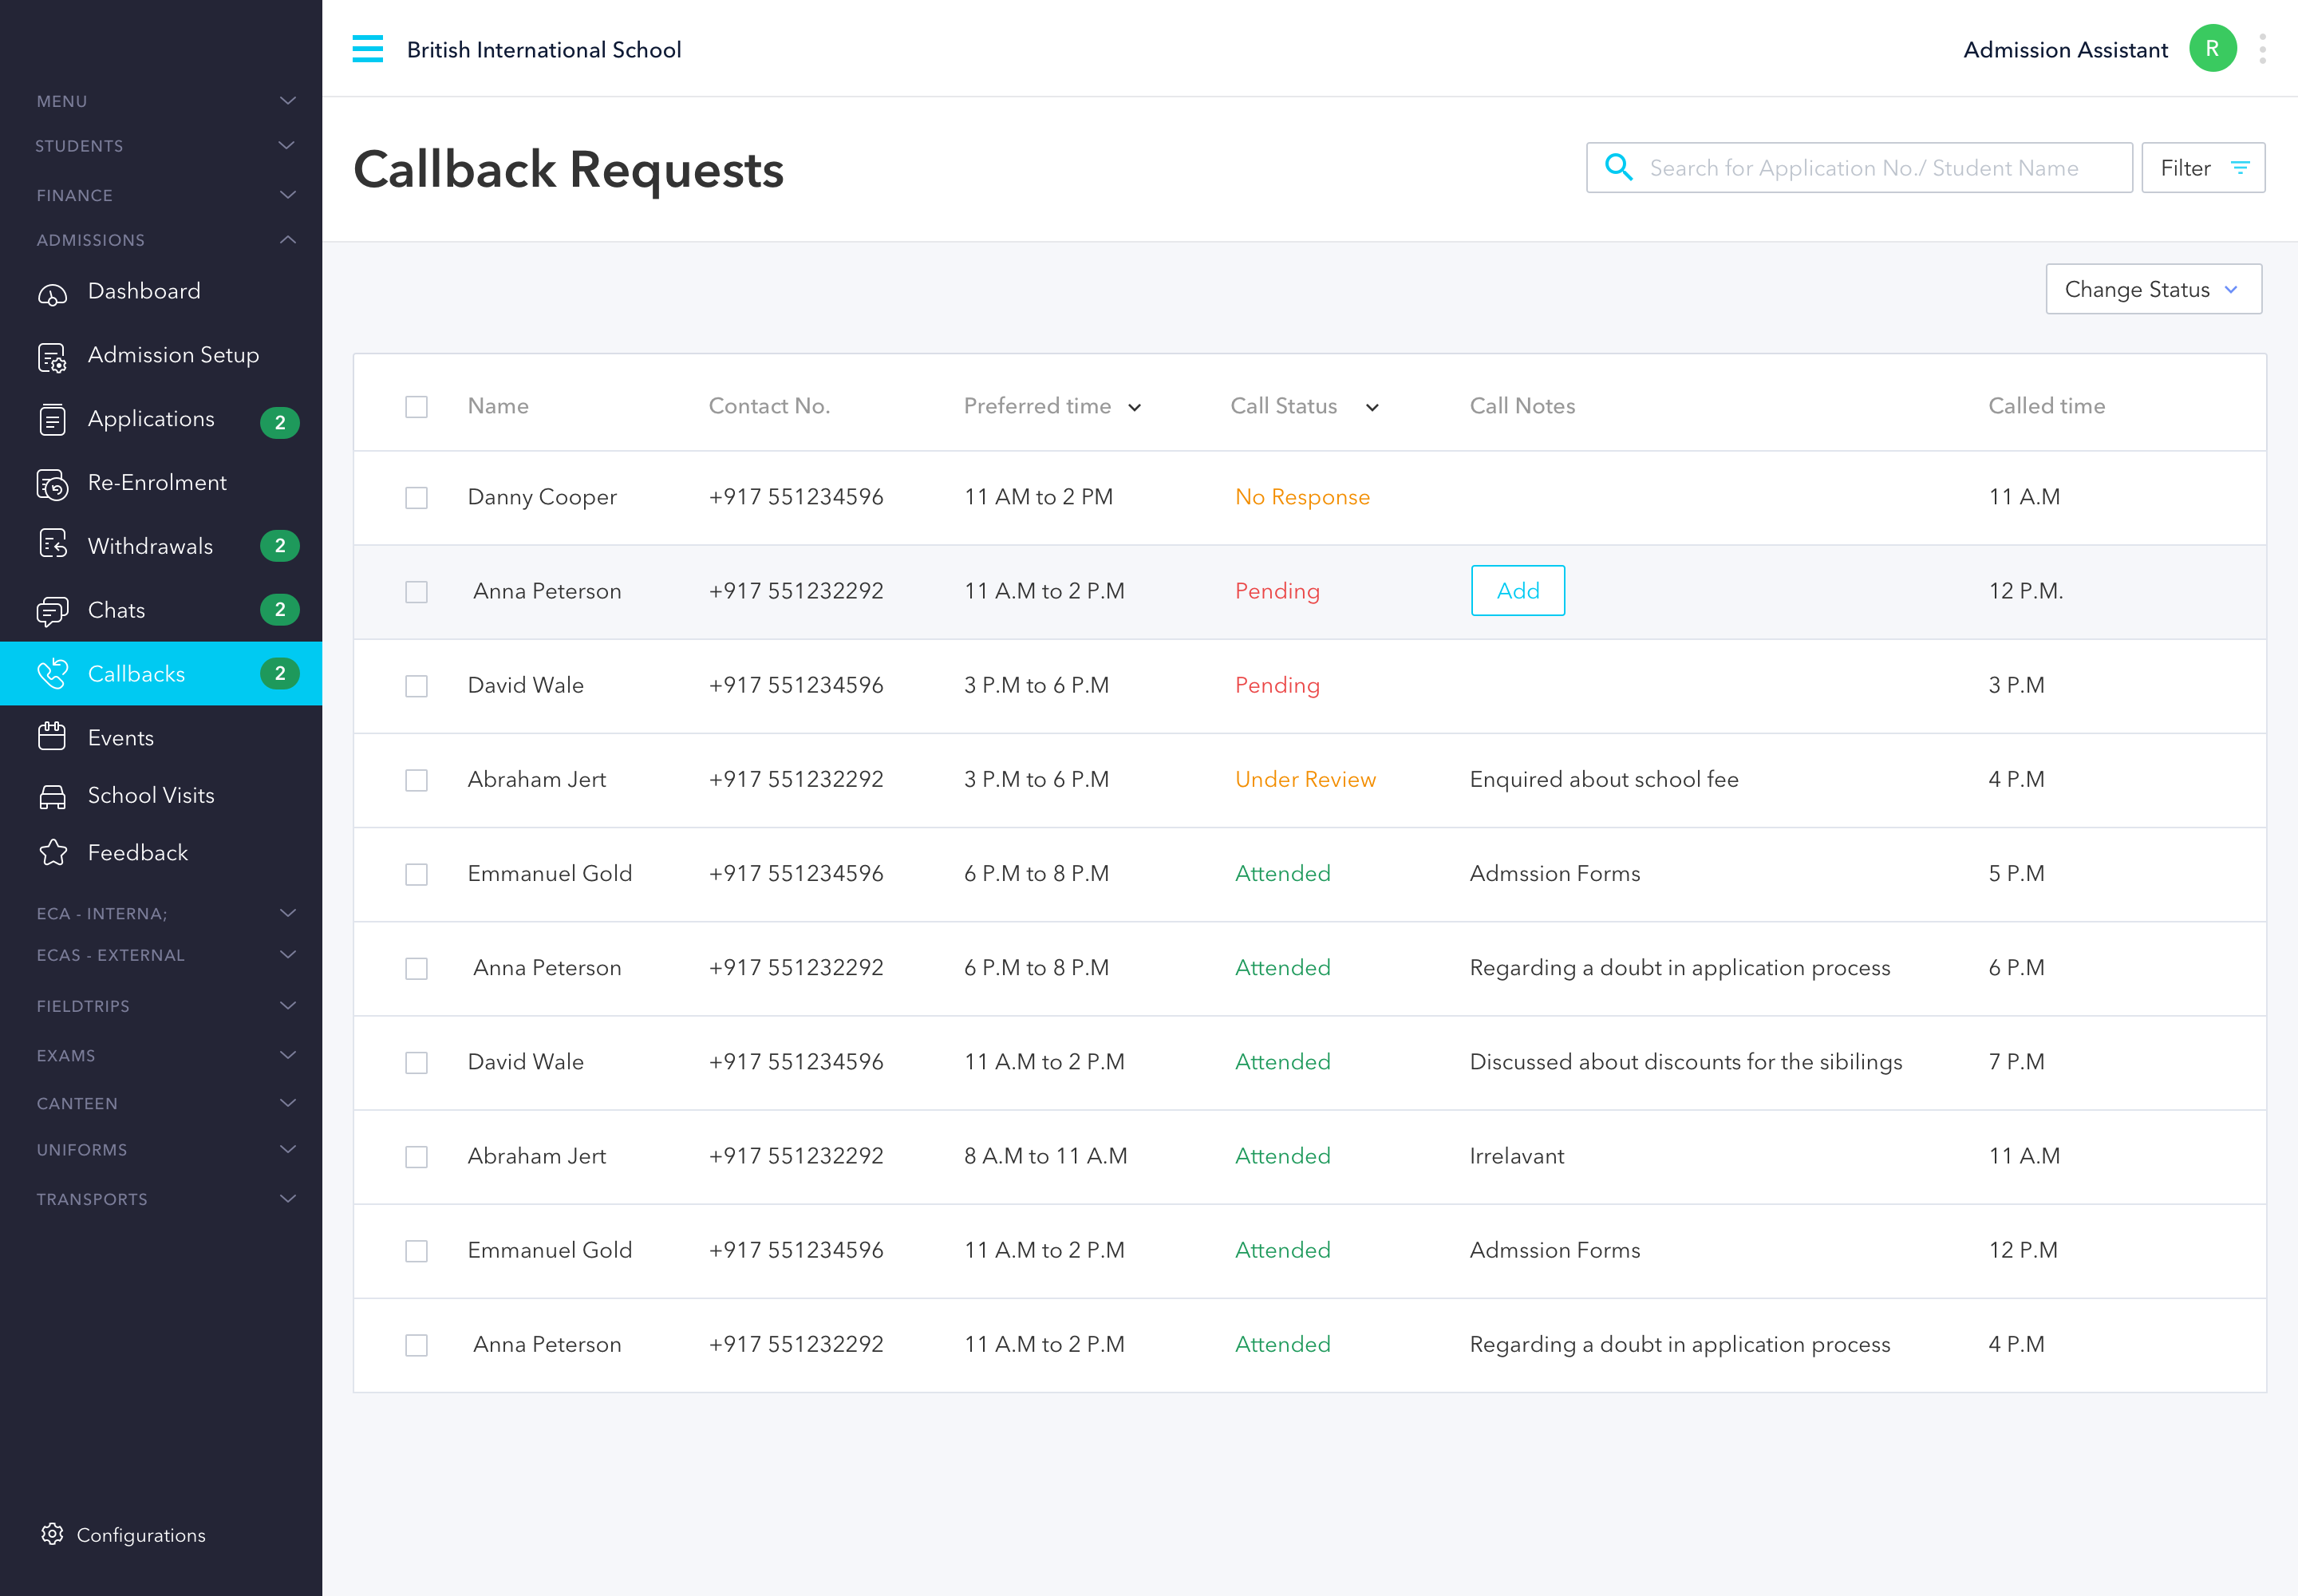 British International School
Admission Assistant R
MENU
STUDENTS
FINANCE
ADMISSIONS
Dashboard
Admission Setup
Applications 2
Re-Enrolment
Withdrawals 2
Chats 2
Callbacks 2
Events
School Visits
Feedback
ECA - INTERNA;
ECAS - EXTERNAL
FIELDTRIPS
EXAMS
CANTEEN
UNIFORMS
TRANSPORTS
Configurations
Callback Requests
Search for Application No./ Student Name
Filter
Change Status
Name Contact No. Preferred time Call Status Call Notes Called time
Danny Cooper +917 551234596 11 AM to 2 PM No Response 11 A.M
Anna Peterson +917 551232292 11 A.M to 2 P.M Pending Add 12 P.M.
David Wale +917 551234596 3 P.M to 6 P.M Pending 3 P.M
Abraham Jert +917 551232292 3 P.M to 6 P.M Under Review Enquired about school fee 4 P.M
Emmanuel Gold +917 551234596 6 P.M to 8 P.M Attended Admssion Forms 5 P.M
Anna Peterson +917 551232292 6 P.M to 8 P.M Attended Regarding a doubt in application process 6 P.M
David Wale +917 551234596 11 A.M to 2 P.M Attended Discussed about discounts for the sibilings 7 P.M
Abraham Jert +917 551232292 8 A.M to 11 A.M Attended Irrelavant 11 A.M
Emmanuel Gold +917 551234596 11 A.M to 2 P.M Attended Admssion Forms 12 P.M
Anna Peterson +917 551232292 11 A.M to 2 P.M Attended Regarding a doubt in application process 4 P.M